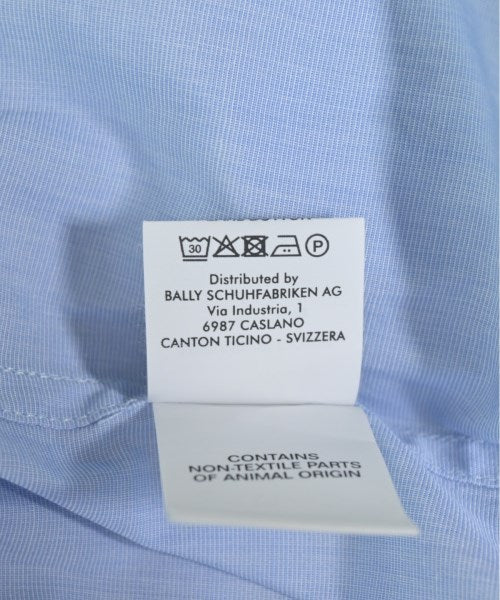 30 P
Distributed by
BALLY SCHUHFABRIKEN AG
Via Industria, 1
6987 CASLANO
CANTON TICINO - SVIZZERA
CONTAINS
NON-TEXTILE PARTS
OF ANIMAL ORIGIN